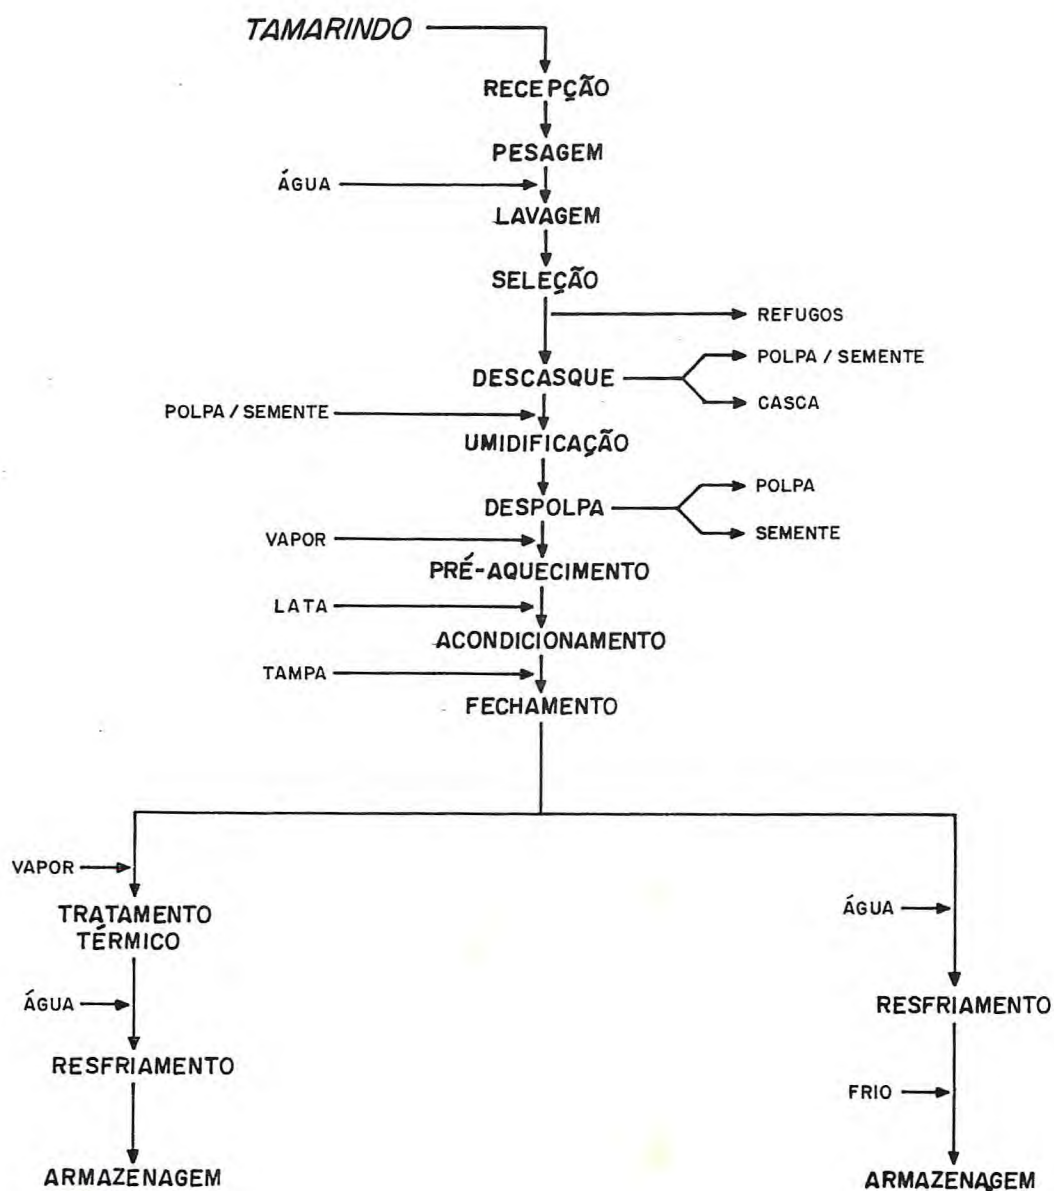 TAMARINDO
RECEPÇÃO
PESAGEM
ÁGUA
LAVAGEM
SELEÇÃO
REFUGOS
POLPA / SEMENTE
DESCASQUE
CASCA
POLPA / SEMENTE
UMIDIFICAÇÃO
POLPA
DESPOLPA
SEMENTE
VAPOR
PRÉ-AQUECIMENTO
LATA
ACONDICIONAMENTO
TAMPA
FECHAMENTO
VAPOR
TRATAMENTO
TÉRMICO
ÁGUA
RESFRIAMENTO
ARMAZENAGEM
ÁGUA
RESFRIAMENTO
FRIO
ARMAZENAGEM